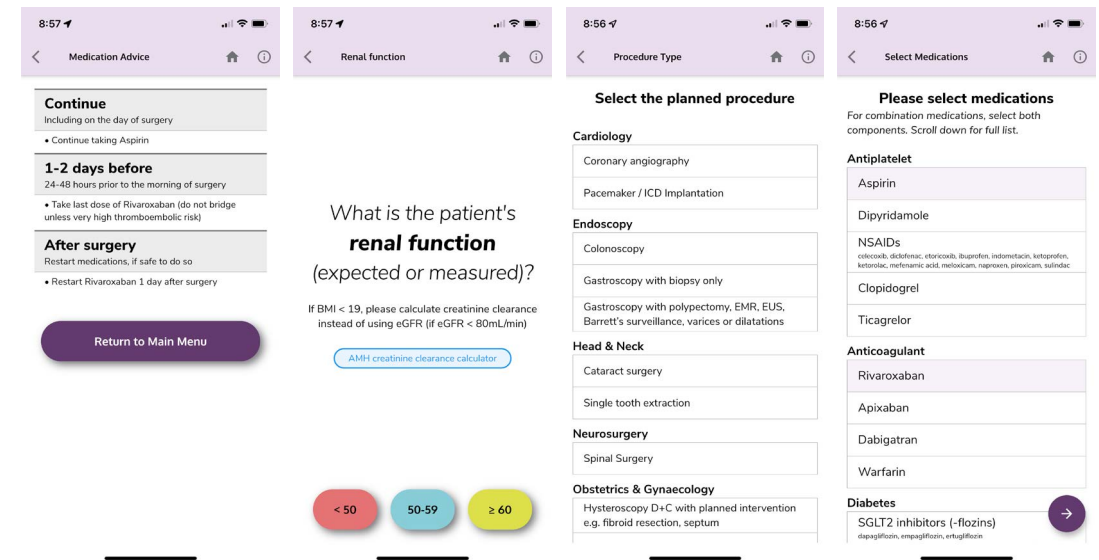 8:57
Medication Advice
Continue
Including on the day of surgery
• Continue taking Aspirin
1-2 days before
24-48 hours prior to the morning of surgery
• Take last dose of Rivaroxaban (do not bridge
unless very high thromboembolic risk)
After surgery
Restart medications, if safe to do so
• Restart Rivaroxaban 1 day after surgery
Return to Main Menu
8:57
Renal function
What is the patient's
renal function
(expected or measured)?
If BMI < 19, please calculate creatinine clearance
instead of using eGFR (if eGFR < 80mL/min)
AMH creatinine clearance calculator
< 50
50-59
≥ 60
8:56
Procedure Type
Select the planned procedure
Cardiology
Coronary angiography
Pacemaker / ICD Implantation
Endoscopy
Colonoscopy
Gastroscopy with biopsy only
Gastroscopy with polypectomy, EMR, EUS,
Barrett's surveillance, varices or dilatations
Head & Neck
Cataract surgery
Single tooth extraction
Neurosurgery
Spinal Surgery
Obstetrics & Gynaecology
Hysteroscopy D+C with planned intervention
e.g. fibroid resection, septum
8:56
Select Medications
Please select medications
For combination medications, select both
components. Scroll down for full list.
Antiplatelet
Aspirin
Dipyridamole
NSAIDs
celecoxib, diclofenac, etoricoxib, ibuprofen, indometacin, ketoprofen,
ketorolac, mefenamic acid, meloxicam, naproxen, piroxicam, sulindac
Clopidogrel
Ticagrelor
Anticoagulant
Rivaroxaban
Apixaban
Dabigatran
Warfarin
Diabetes
SGLT2 inhibitors (-flozins)
dapagliflozin, empagliflozin, ertugliflozin